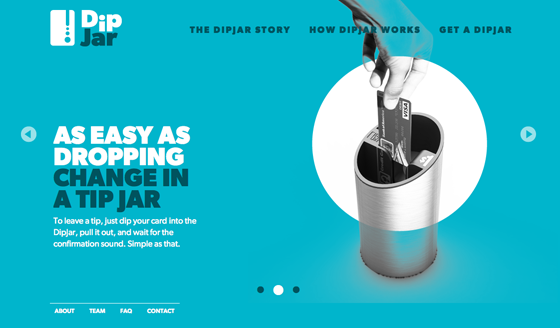 Dip
Jar
THE DIPJAR STORY HOW DIPJAR WORKS GET A DIPJAR
VISA
AS EASY AS
DROPPING
CHANGE IN
A TIP JAR
To leave a tip, just dip your card into the
Dipjar, pull it out, and wait for the
confirmation sound. Simple as that.
ABOUT TEAM FAQ CONTACT